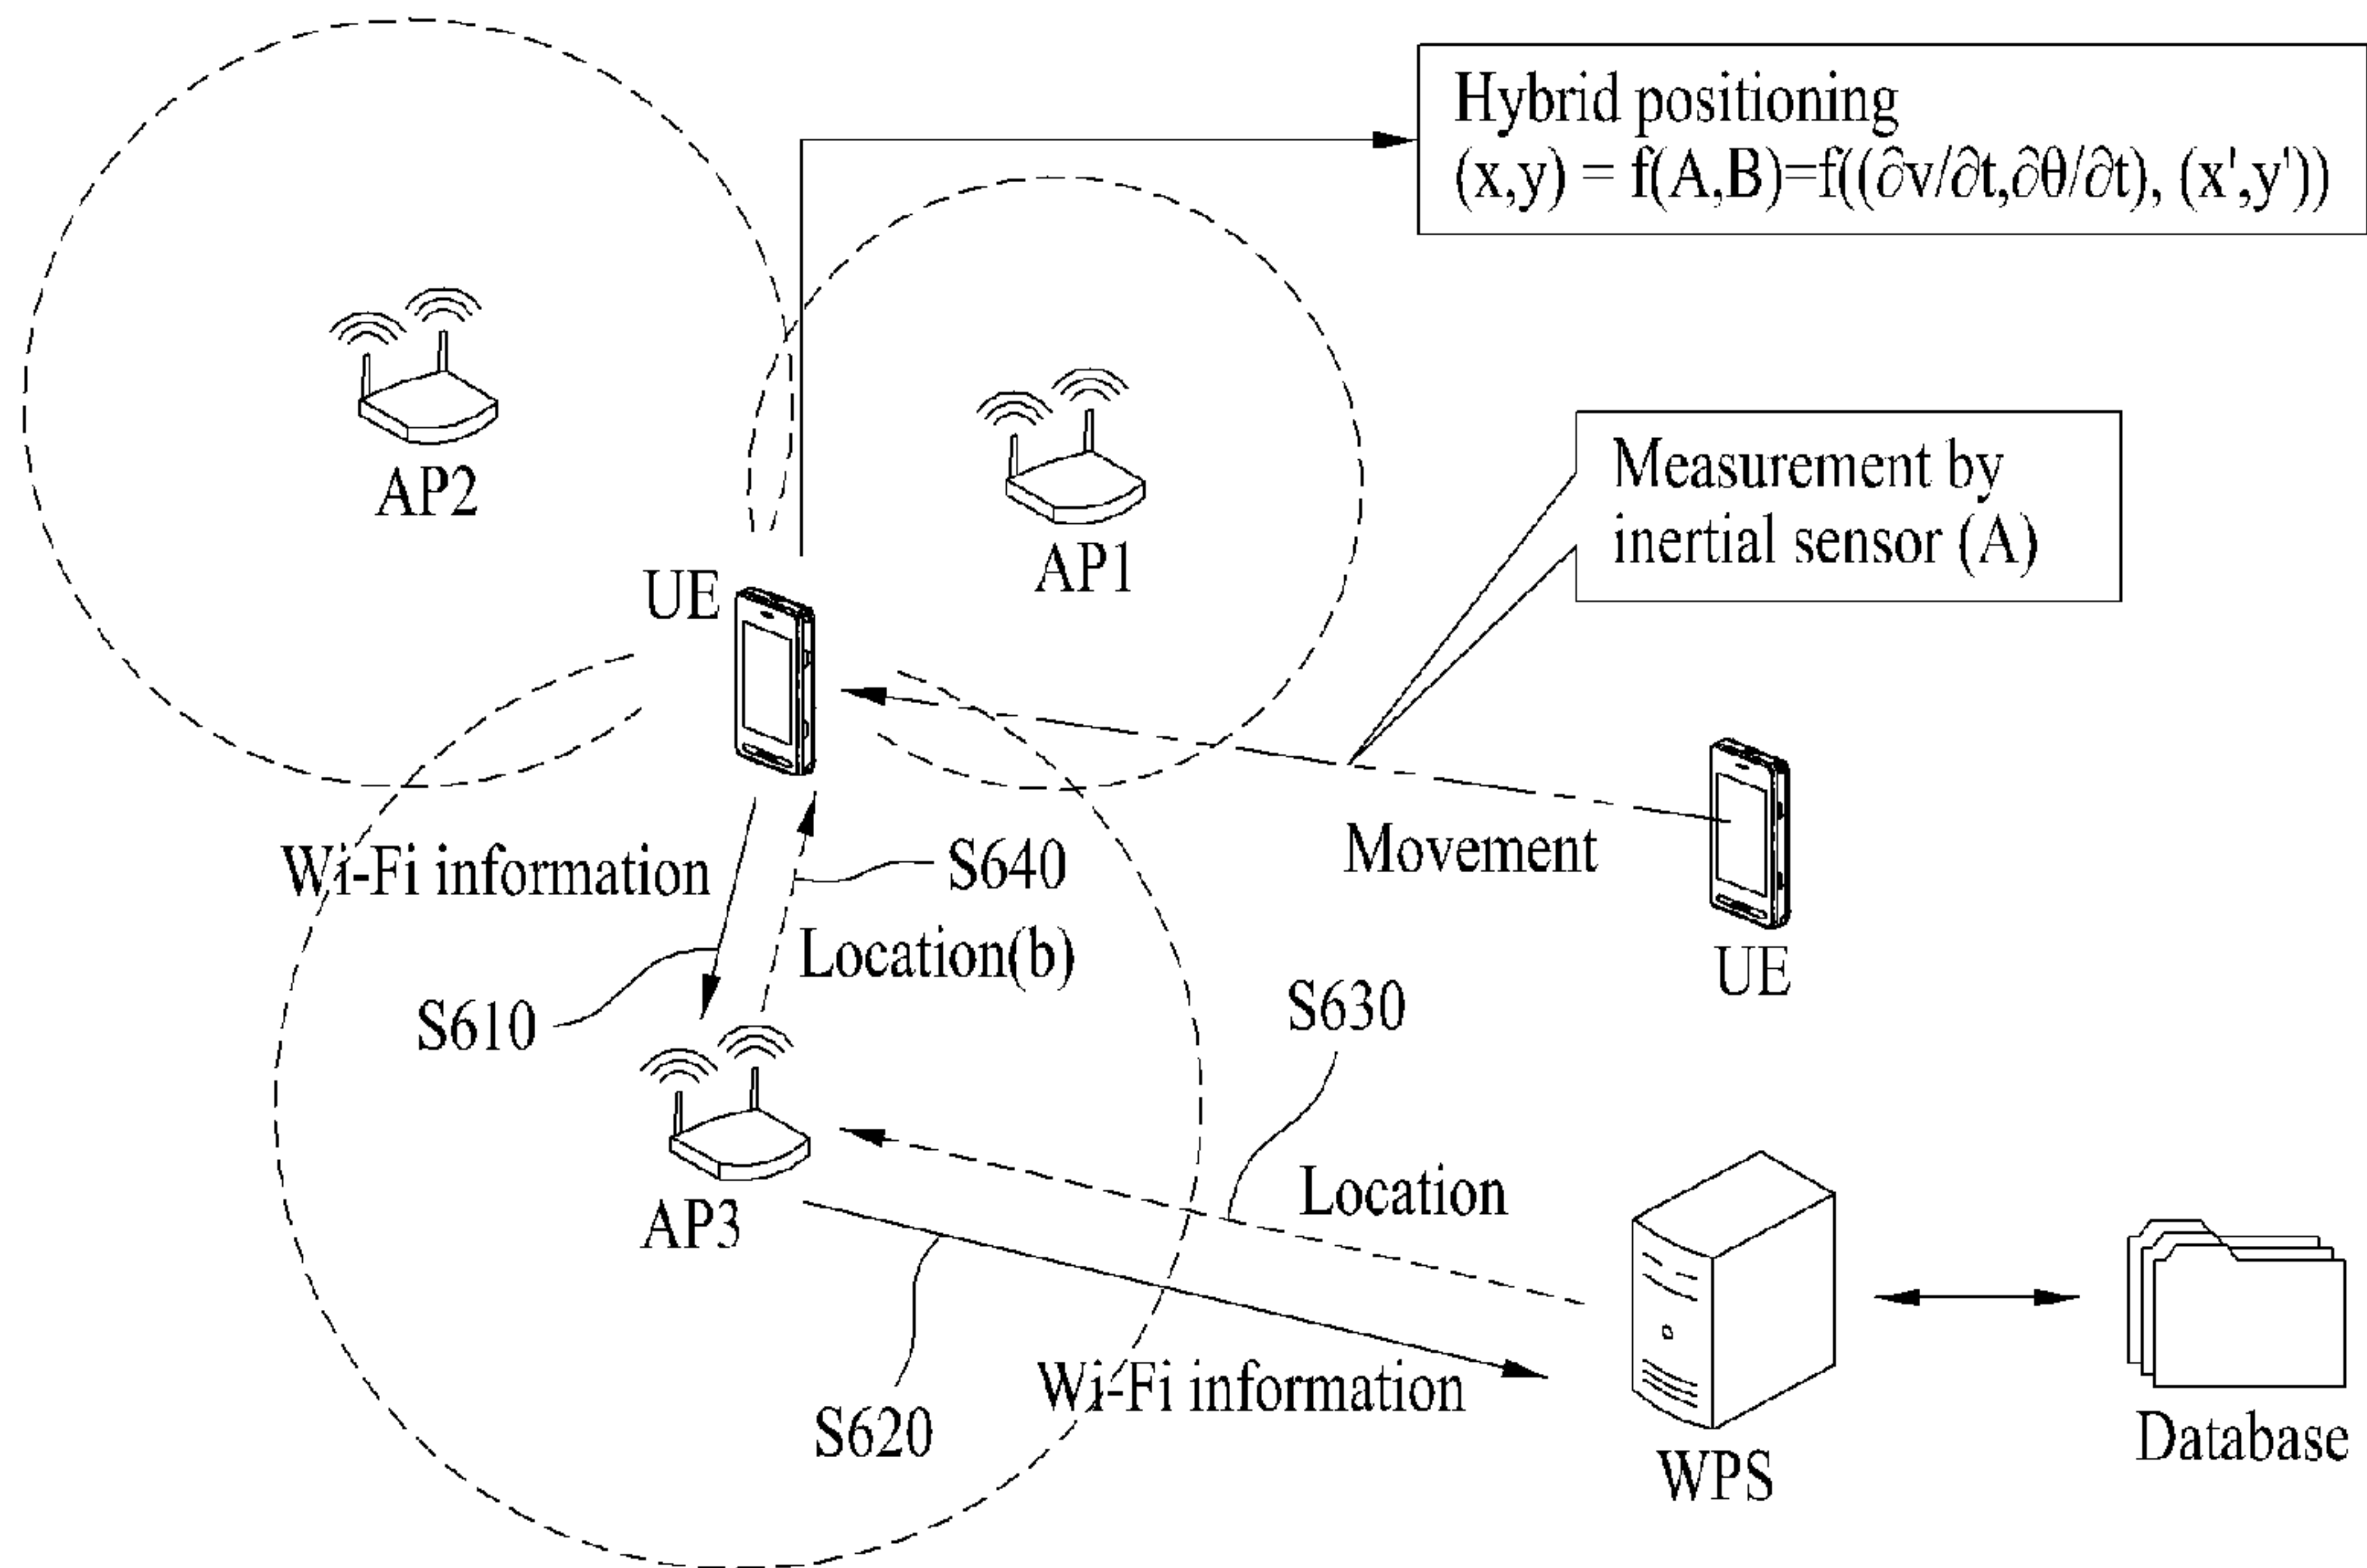 Hybrid positioning
(x,y) = f(A,B)=f((∂v/∂t,∂θ/∂t), (x',y'))
AP2
AP1
Measurement by
inertial sensor (A)
UE
Wi-Fi information
S640
Movement
Location(b)
UE
S610
S630
AP3
Location
S620
Wi-Fi information
WPS
Database